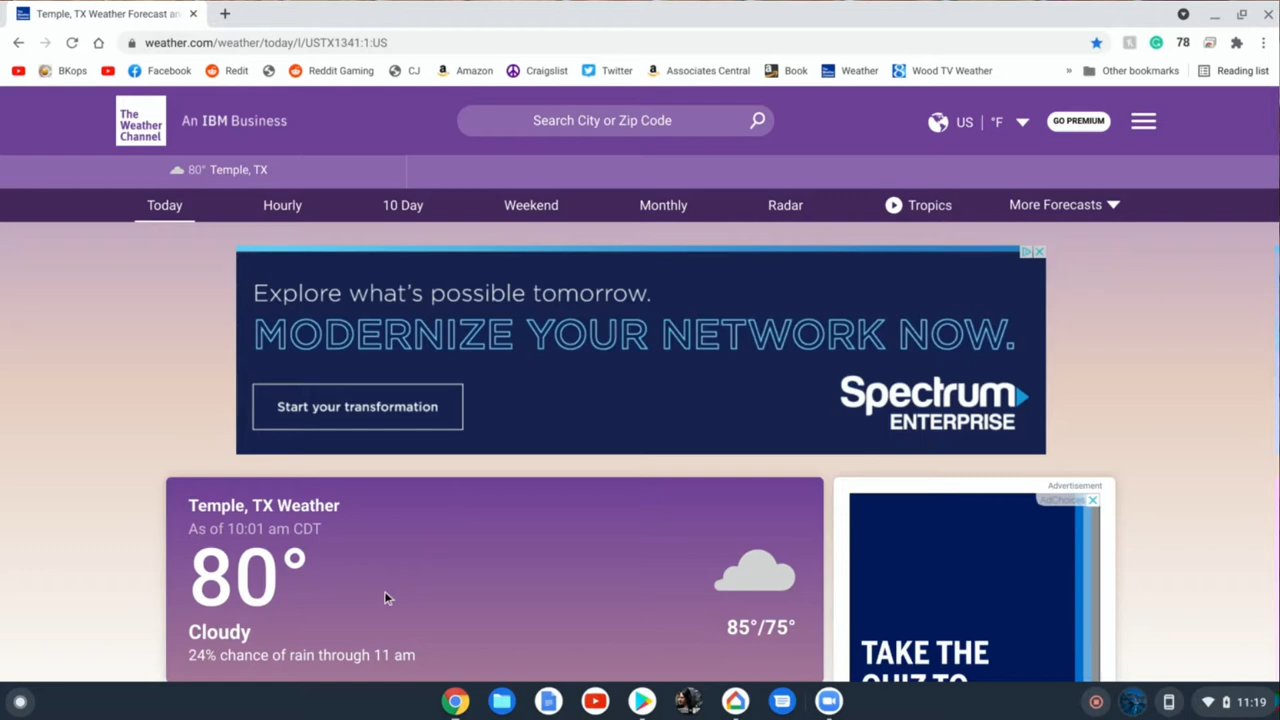 Temple, TX Weather Forecast an
weather.com/weather/today/l/USTX1341:1:US
78
BKops Facebook Redit Reddit Gaming CJ Amazon Craigslist Twitter Associates Central Book Weather Wood TV Weather » Other bookmarks Reading list
The Weather Channel
An IBM Business
Search City or Zip Code
US | °F
GO PREMIUM
80° Temple, TX
Today Hourly 10 Day Weekend Monthly Radar Tropics More Forecasts
Explore what's possible tomorrow.
MODERNIZE YOUR NETWORK NOW.
Start your transformation
Spectrum
ENTERPRISE
Temple, TX Weather
As of 10:01 am CDT
80°
Cloudy
85°/75°
24% chance of rain through 11 am
Advertisement
AdChoices
TAKE THE
QUIZ TO
11:19